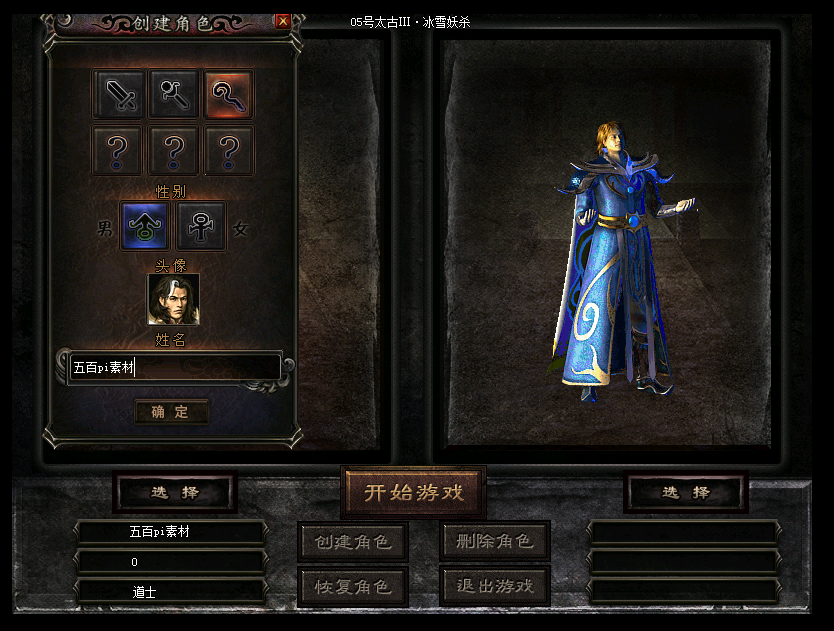 05号太古III·冰雪妖杀
创建角色
性别
男 女
头像
姓名
五百pi素材
确定
选择
开始游戏
选择
五百pi素材
创建角色
删除角色
0
道士
恢复角色
退出游戏